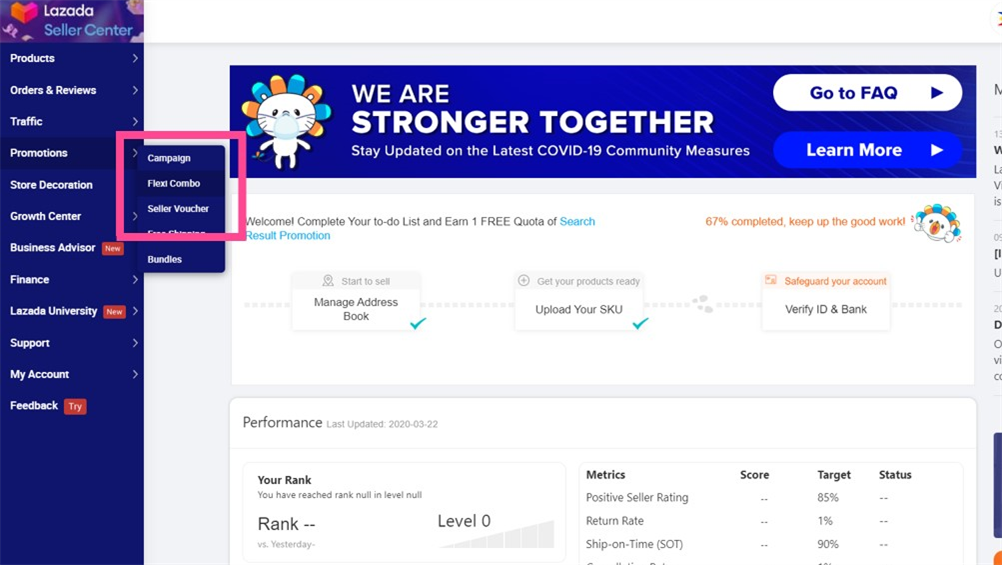 Lazada
Seller Center
Products
Orders & Reviews
Traffic
Promotions
Store Decoration
Growth Center
Business Advisor New
Finance
Lazada University New
Support
My Account
Feedback Try
Campaign
Flexi Combo
Seller Voucher
Free Shipping
Bundles
WE ARE
STRONGER TOGETHER
Stay Updated on the Latest COVID-19 Community Measures
Go to FAQ
Learn More
Welcome! Complete Your to-do List and Earn 1 FREE Quota of Search
Result Promotion
67% completed, keep up the good work!
Start to sell
Manage Address
Book
Get your products ready
Upload Your SKU
Safeguard your account
Verify ID & Bank
Performance Last Updated: 2020-03-22
Your Rank
You have reached rank null in level null
Rank --
vs. Yesterday-
Level 0
Metrics Score Target Status
Positive Seller Rating -- 85% --
Return Rate -- 1% --
Ship-on-Time (SOT) -- 90% --